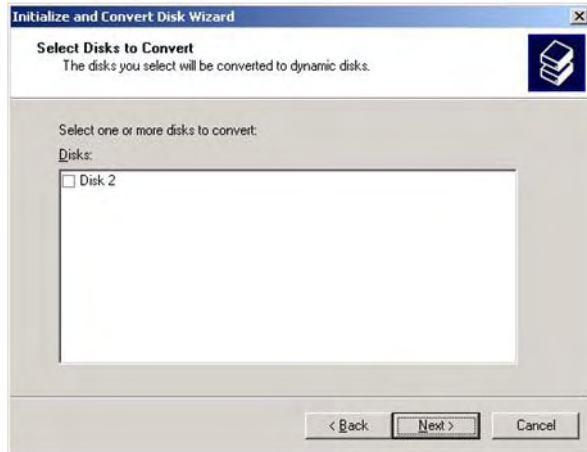 Initialize and Convert Disk Wizard
Select Disks to Convert
The disks you select will be converted to dynamic disks.
Select one or more disks to convert:
Disks:
Disk 2
< Back
Next >
Cancel